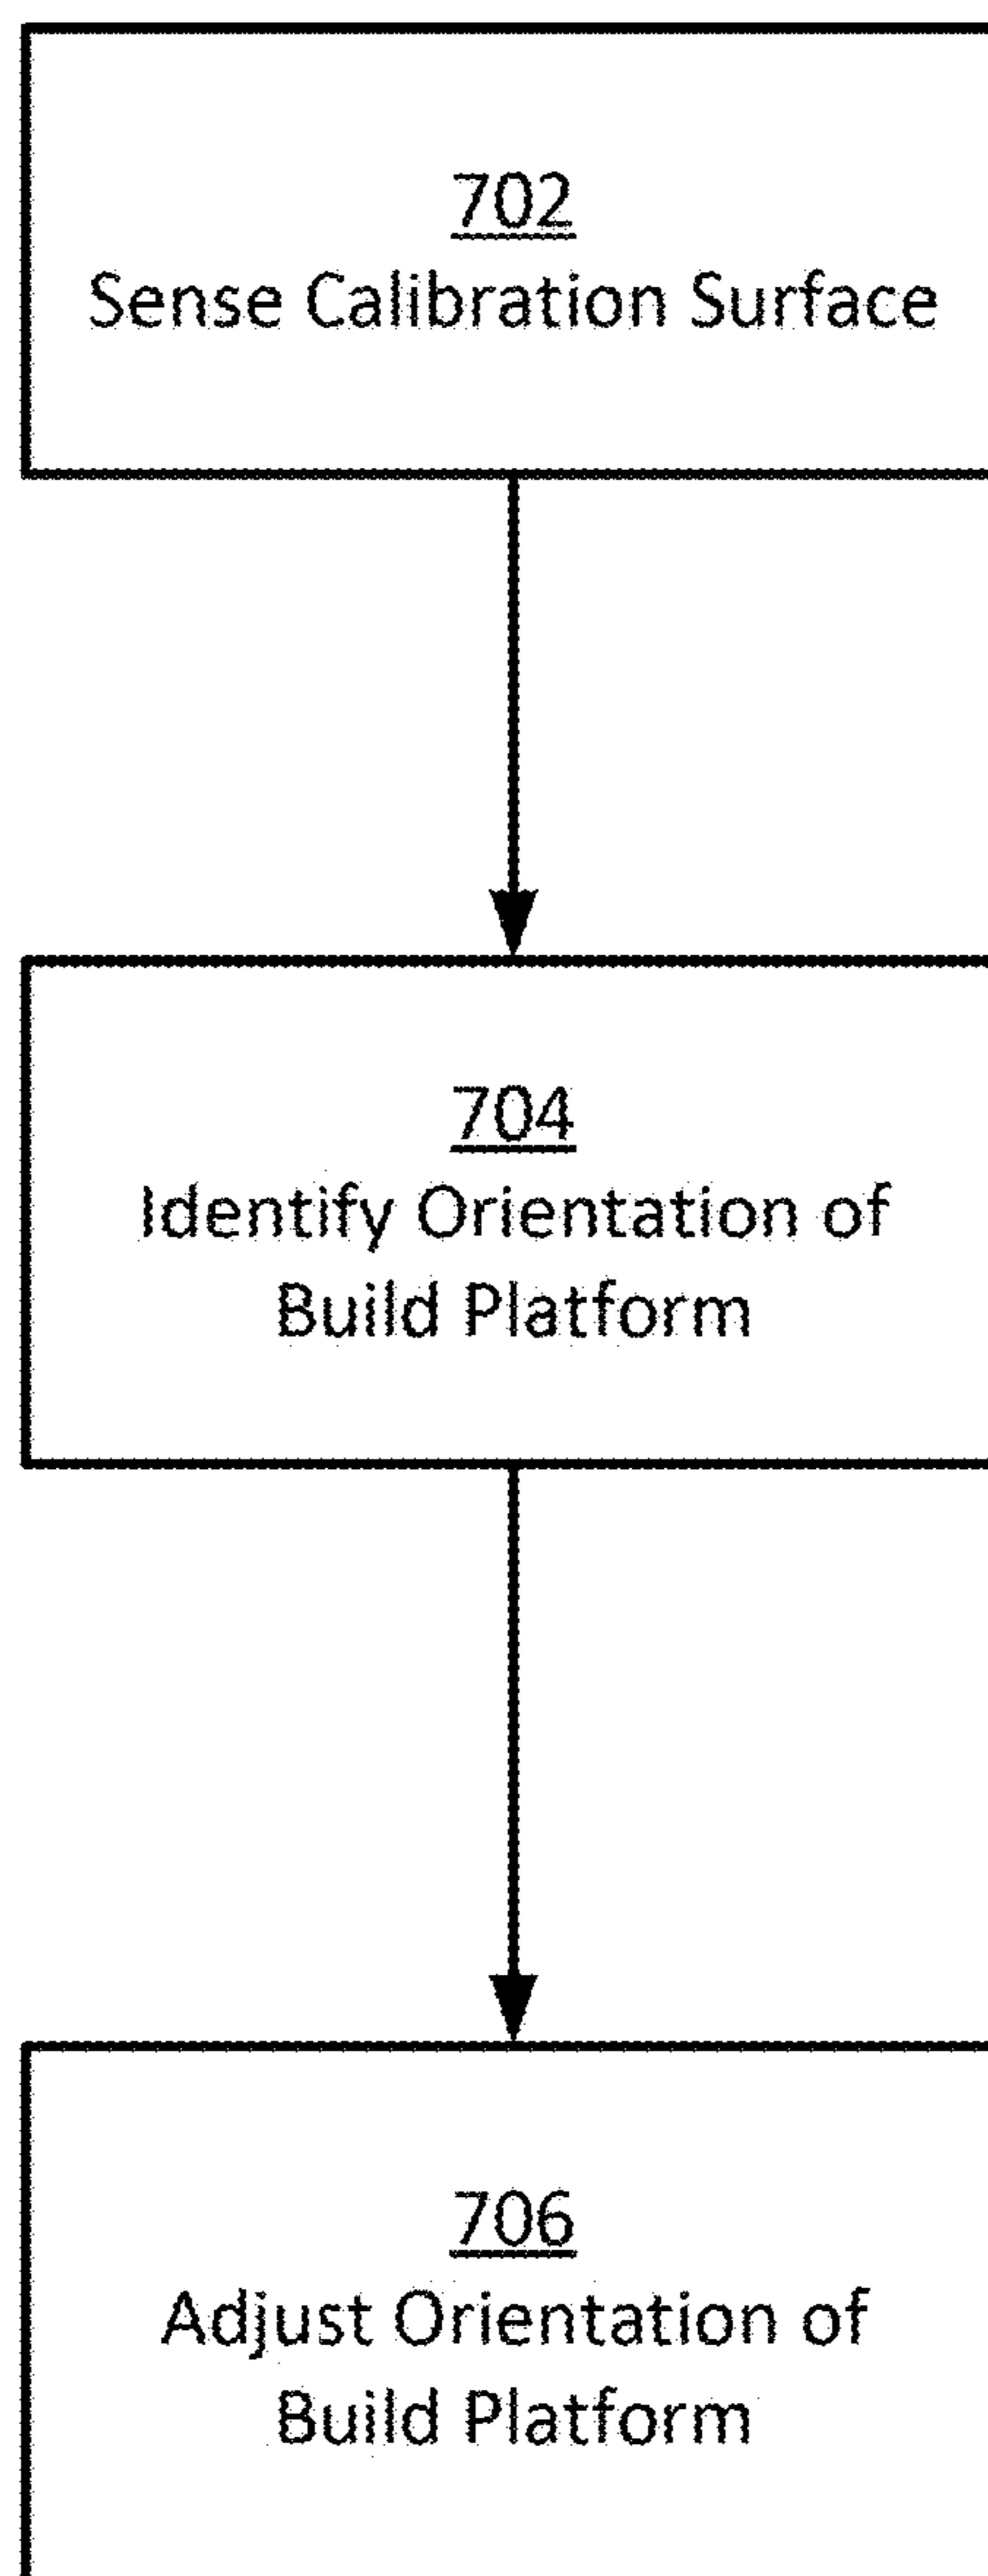 702
Sense Calibration Surface
704
Identify Orientation of
Build Platform
706
Adjust Orientation of
Build Platform